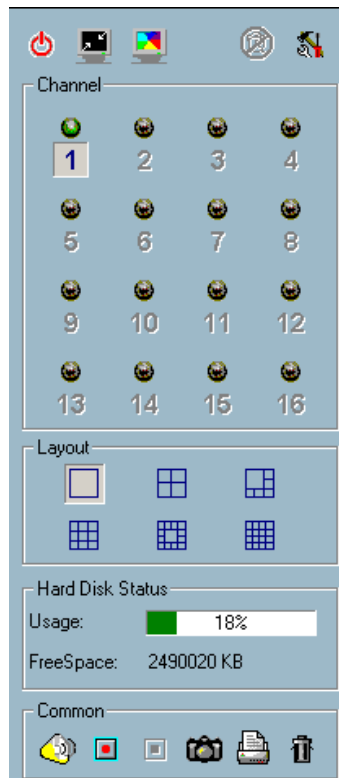 Channel
1 2 3 4
5 6 7 8
9 10 11 12
13 14 15 16
Layout
Hard Disk Status
Usage: 18%
FreeSpace: 2490020 KB
Common